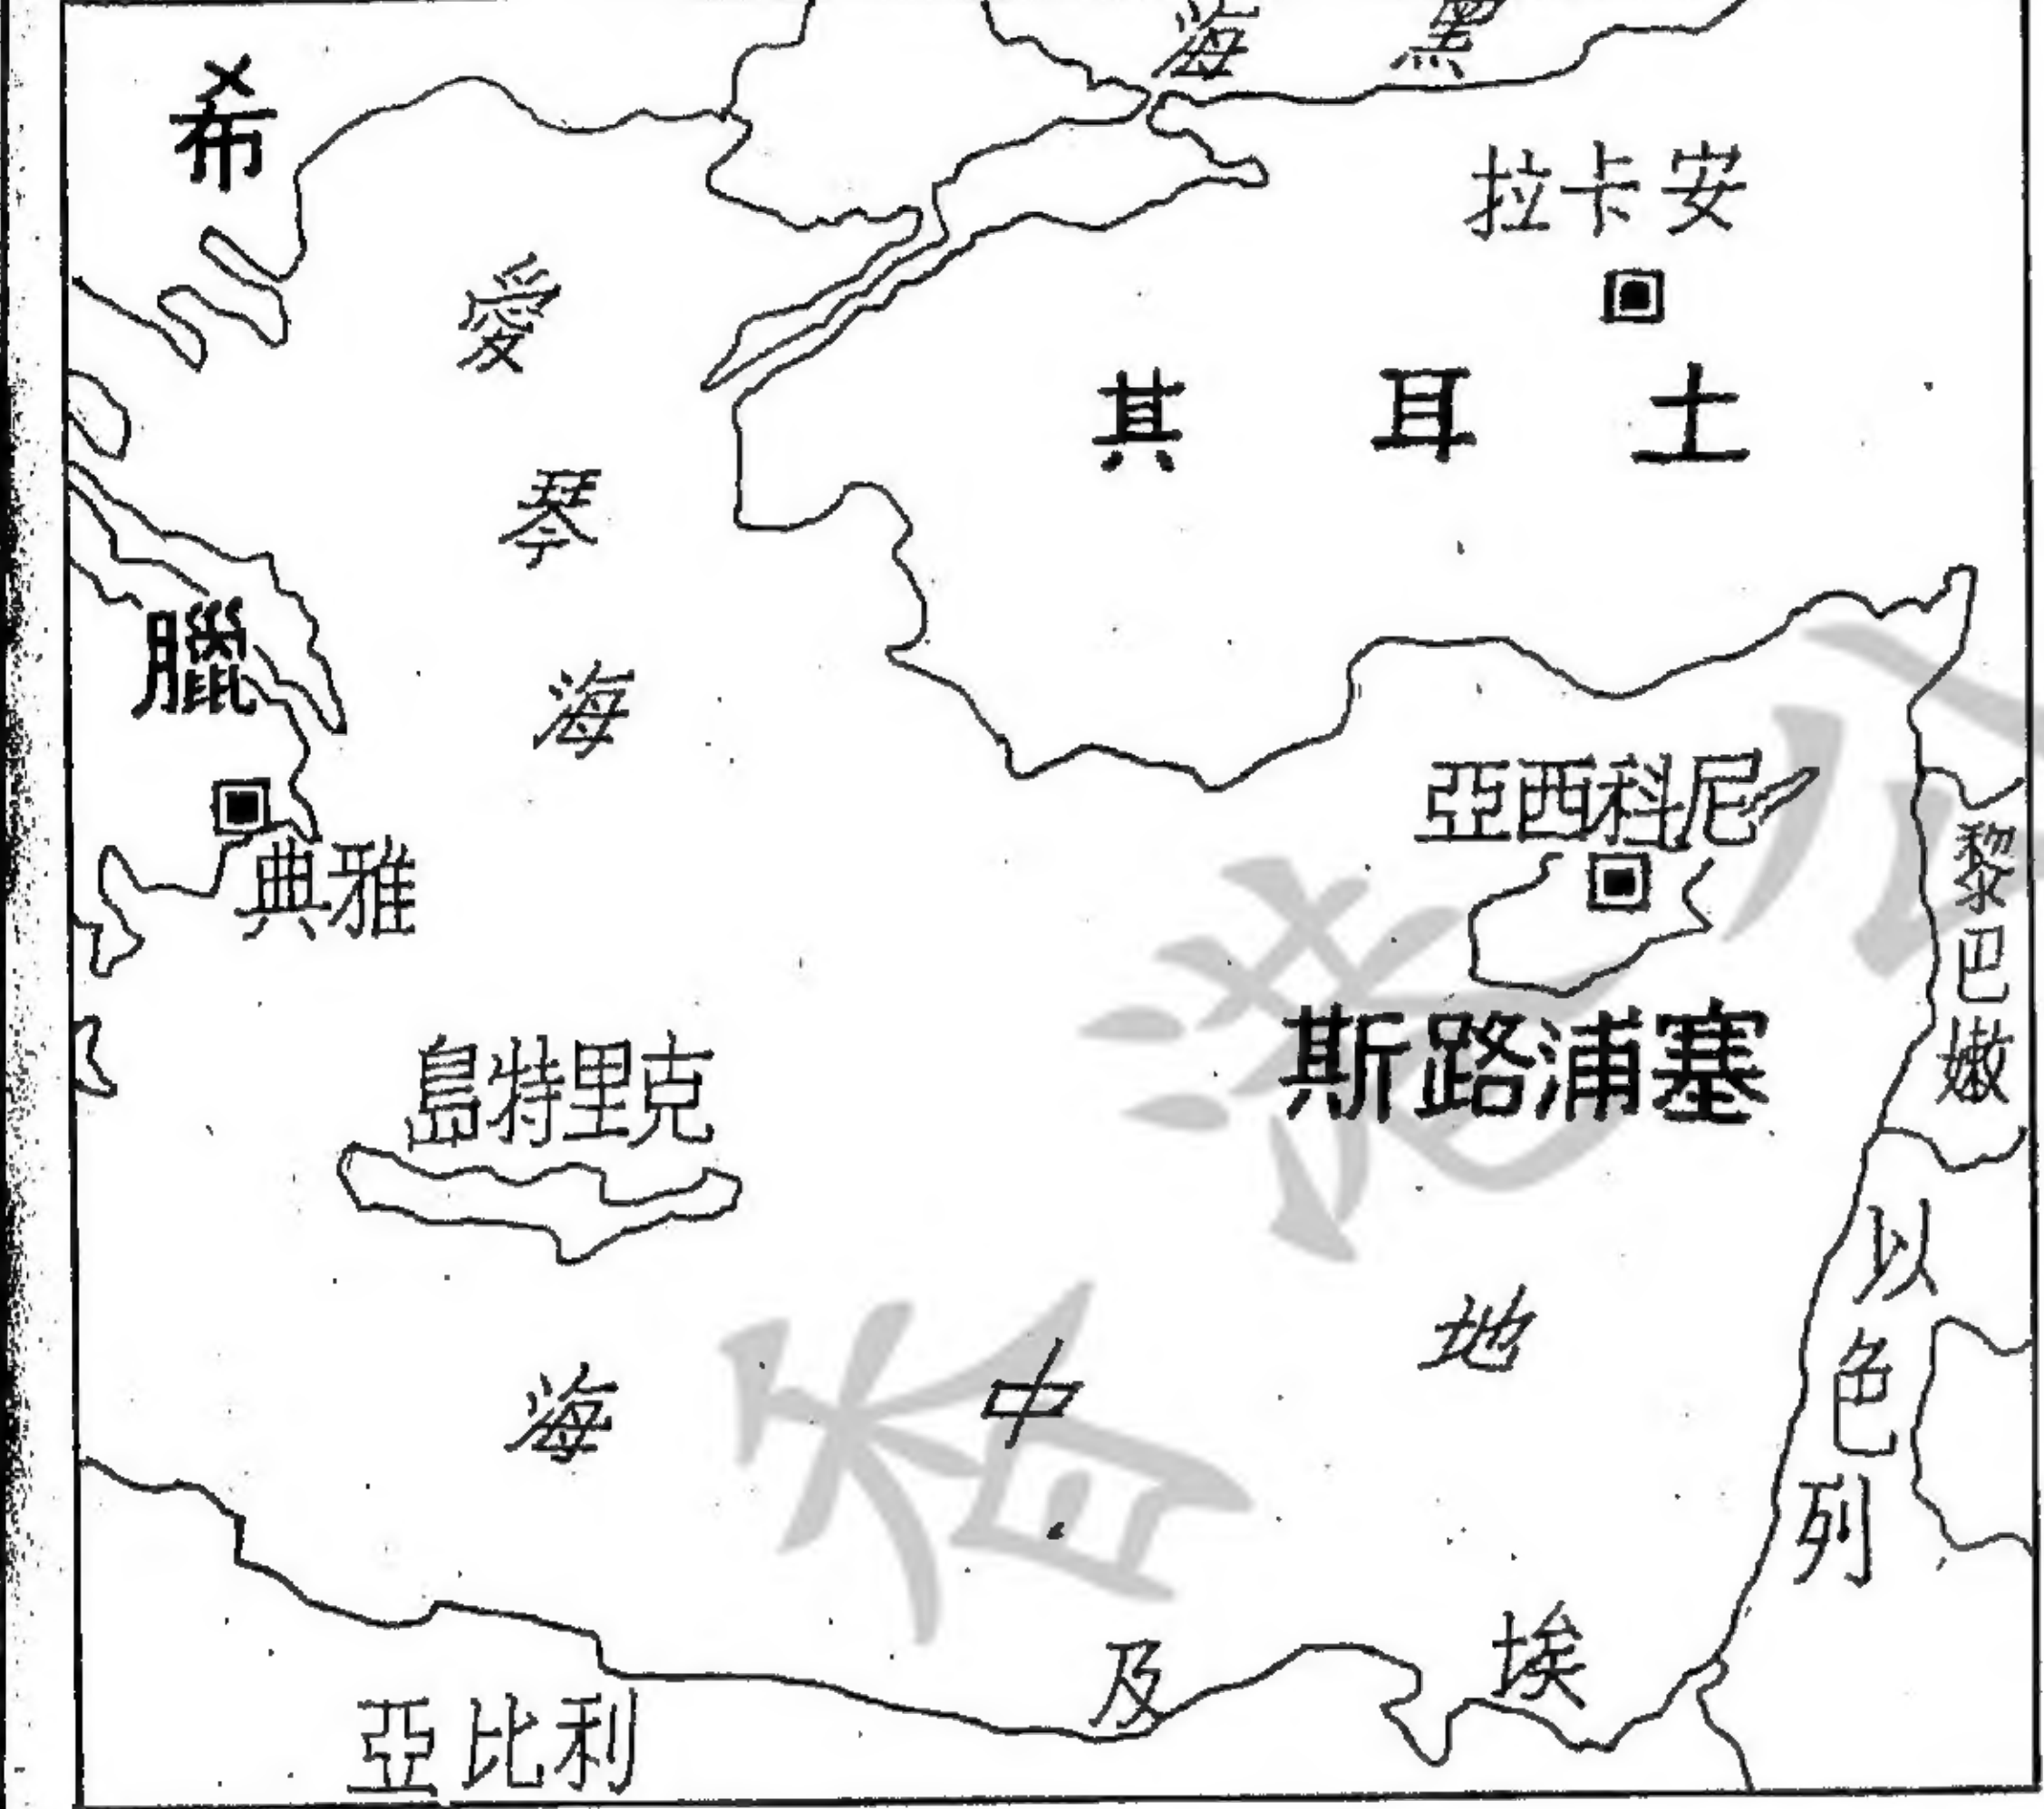 黑海
希臘
安卡拉
愛琴海
土耳其
雅典
尼科西亞
塞浦路斯
黎巴嫩
克里特島
以色列
地中海
埃及
利比亞